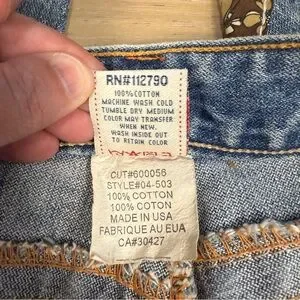 RN#112790
100% COTTON
MACHINE WASH COLD
TUMBLE DRY MEDIUM
COLOR MAY TRANSFER
WHEN NEW.
WASH INSIDE OUT
TO RETAIN COLOR
CUT#600056
STYLE#04-503
100% COTTON
100% COTON
MADE IN USA
FABRIQUE AU EUA
CA#30427